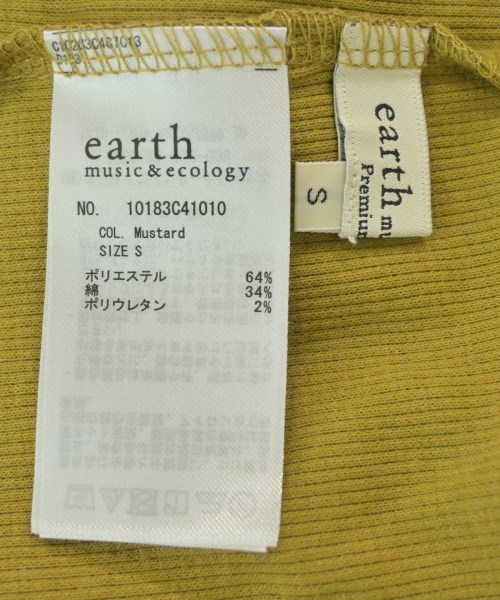 earth
music & ecology
NO. 10183C41010
COL. Mustard
SIZE S
ポリエステル 64%
綿 34%
ポリウレタン 2%
S
earth mu
Premium